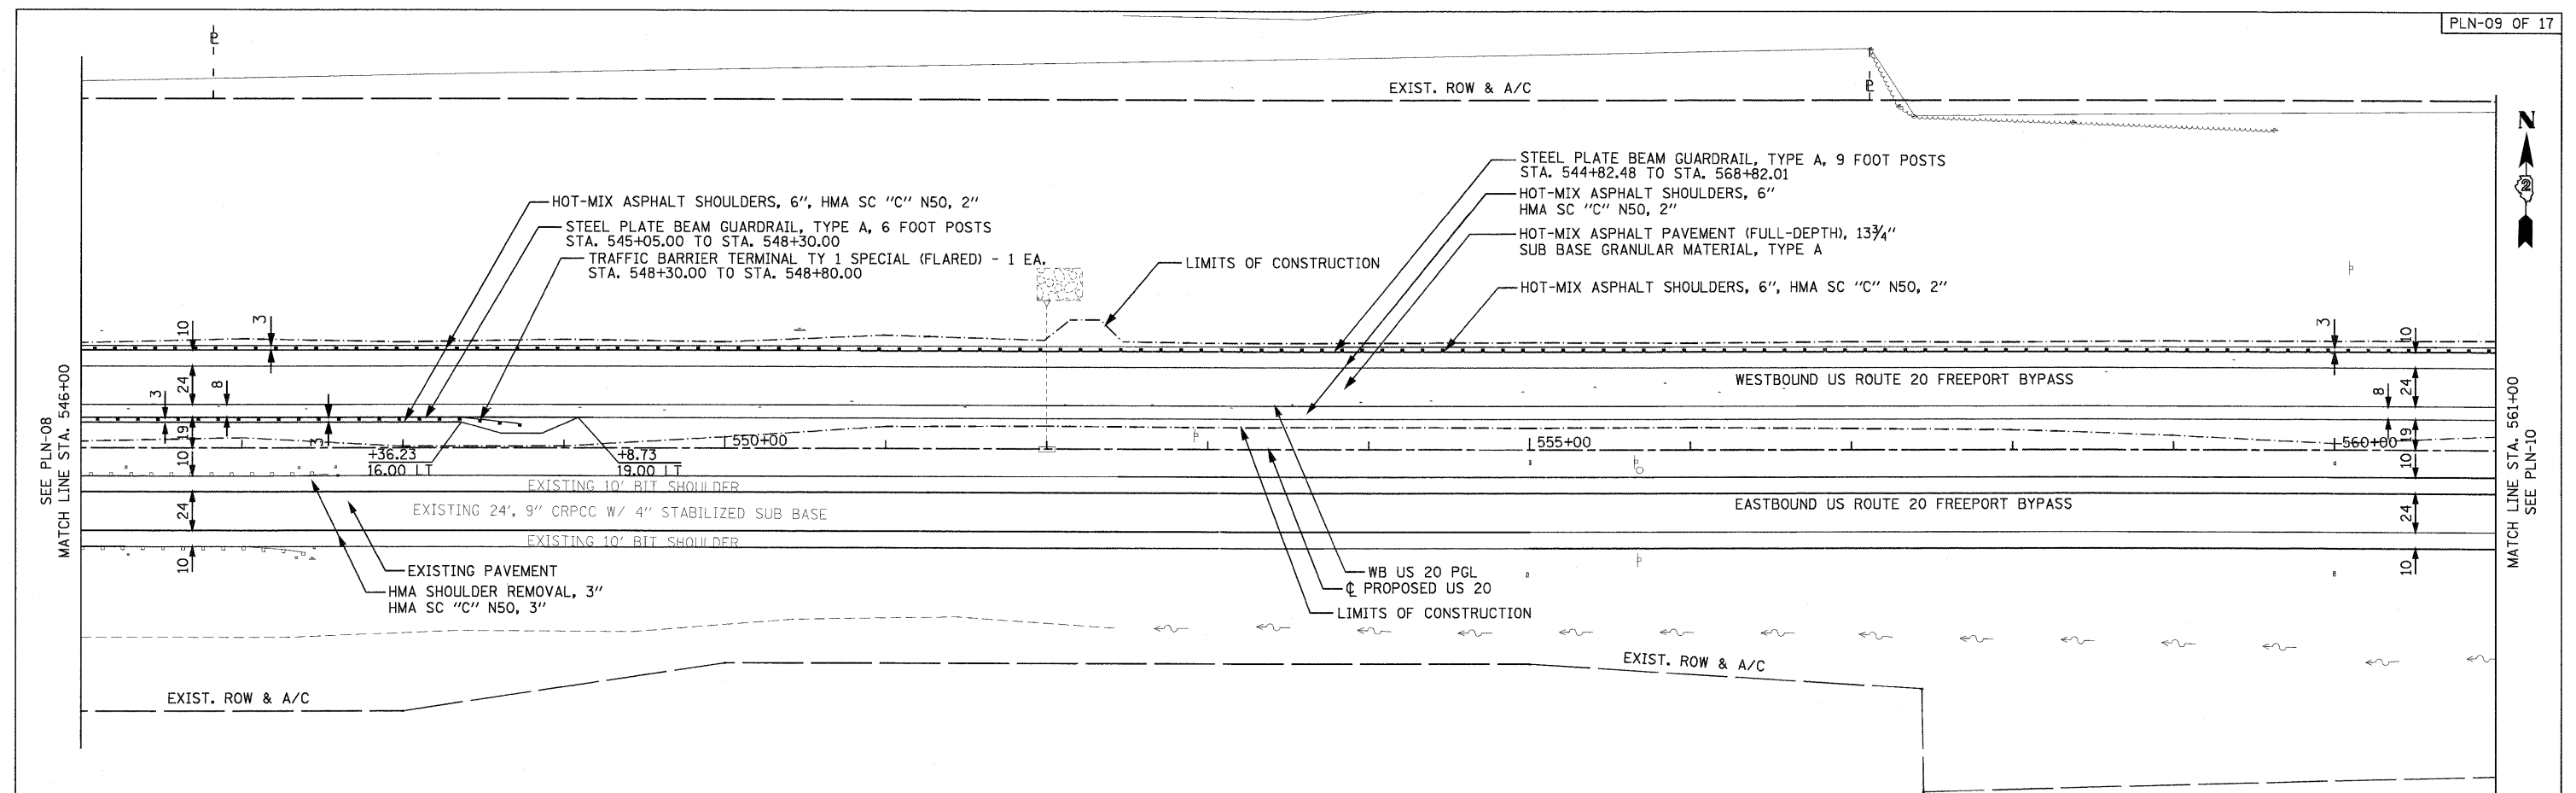 PLN-09 OF 17
PL
PL
EXIST. ROW & A/C
N
2
STEEL PLATE BEAM GUARDRAIL, TYPE A, 9 FOOT POSTS
STA. 544+82.48 TO STA. 568+82.01
HOT-MIX ASPHALT SHOULDERS, 6"
HMA SC "C" N50, 2"
HOT-MIX ASPHALT PAVEMENT (FULL-DEPTH), 13¾"
SUB BASE GRANULAR MATERIAL, TYPE A
HOT-MIX ASPHALT SHOULDERS, 6", HMA SC "C" N50, 2"
HOT-MIX ASPHALT SHOULDERS, 6", HMA SC "C" N50, 2"
STEEL PLATE BEAM GUARDRAIL, TYPE A, 6 FOOT POSTS
STA. 545+05.00 TO STA. 548+30.00
TRAFFIC BARRIER TERMINAL TY 1 SPECIAL (FLARED) - 1 EA.
STA. 548+30.00 TO STA. 548+80.00
LIMITS OF CONSTRUCTION
10
3
3
10
24
3
8
WESTBOUND US ROUTE 20 FREEPORT BYPASS
24
8
19
3
550+00
555+00
560+00
19
+36.23
16.00 LT
+8.73
19.00 LT
10
10
SEE PLN-08
MATCH LINE STA. 546+00
MATCH LINE STA. 561+00
SEE PLN-10
EXISTING 10' BIT SHOULDER
EXISTING 24', 9" CRPCC W/ 4" STABILIZED SUB BASE
EXISTING 10' BIT SHOULDER
EASTBOUND US ROUTE 20 FREEPORT BYPASS
24
24
10
10
EXISTING PAVEMENT
HMA SHOULDER REMOVAL, 3"
HMA SC "C" N50, 3"
WB US 20 PGL
℄ PROPOSED US 20
LIMITS OF CONSTRUCTION
EXIST. ROW & A/C
EXIST. ROW & A/C